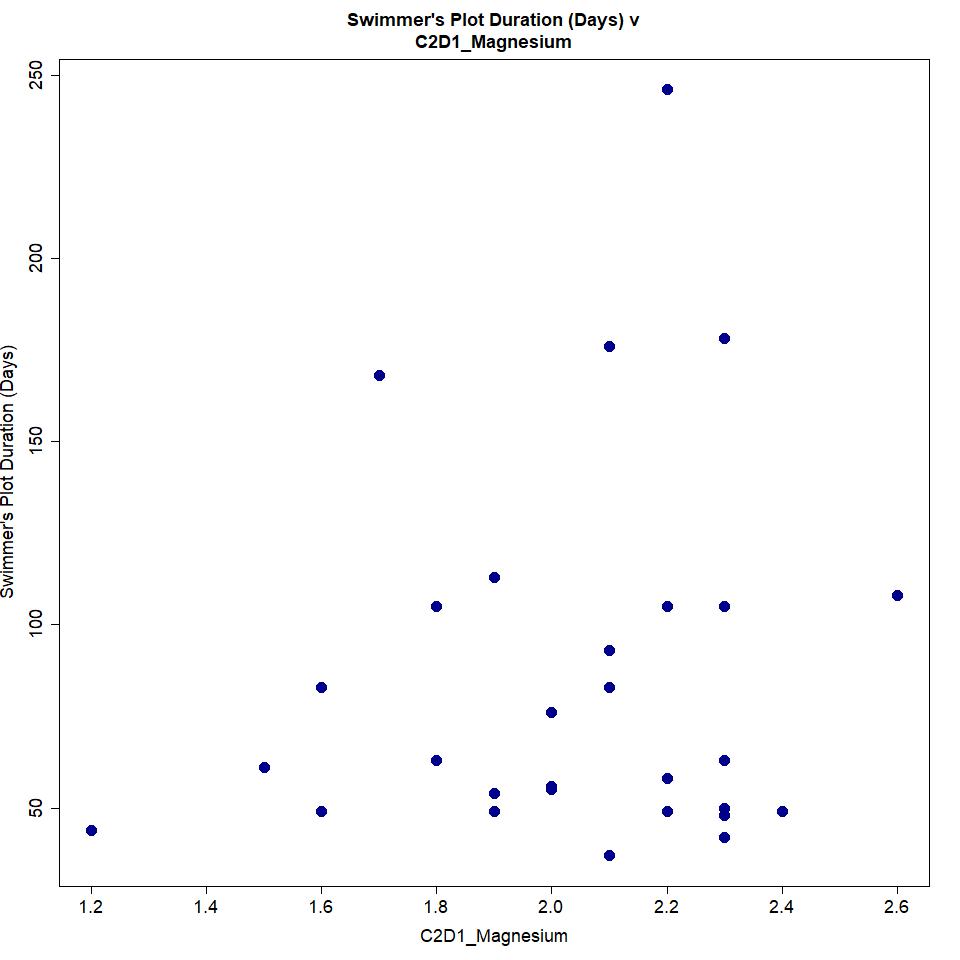 Swimmer's Plot Duration (Days) v
C2D1_Magnesium
250
200
150
100
50
Swimmer's Plot Duration (Days)
1.2 1.4 1.6 1.8 2.0 2.2 2.4 2.6
C2D1_Magnesium